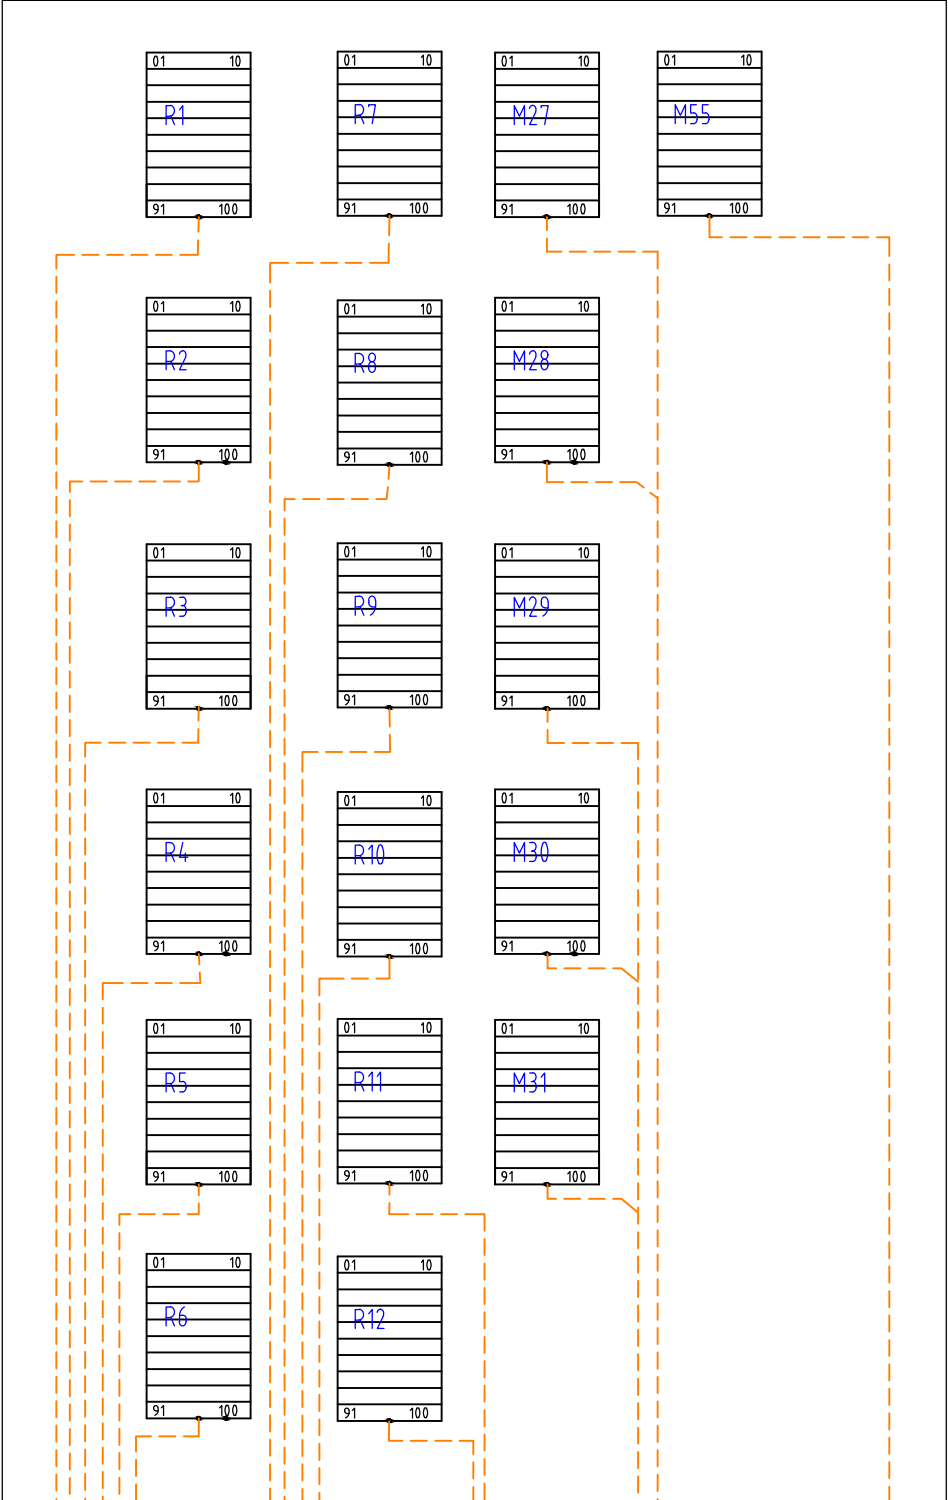 01 10 01 10 01 10 01 10
R1 R7 M27 M55
91 100 91 100 91 100 91 100
01 10 01 10 01 10
R2 R8 M28
91 100 91 100 91 100
01 10 01 10 01 10
R3 R9 M29
91 100 91 100 91 100
01 10 01 10 01 10
R4 R10 M30
91 100 91 100 91 100
01 10 01 10 01 10
R5 R11 M31
91 100 91 100 91 100
01 10 01 10
R6 R12
91 100 91 100